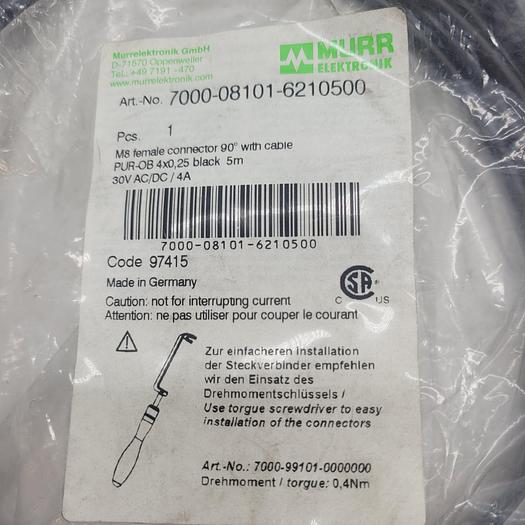 Murrelektronik GmbH
D-71570 Oppenweiler
Tel.: +49 7191 -470
www.murrelektronik.com
MURR
ELEKTRONIK
Art.-No. 7000-08101-6210500
Pcs. 1
M8 female connector 90° with cable
PUR-OB 4x0,25 black 5m
30V AC/DC / 4A
7000-08101-6210500
Code 97415
Made in Germany
Caution: not for interrupting current
Attention: ne pas utiliser pour couper le courant
C SA US
Zur einfacheren Installation
der Steckverbinder empfehlen
wir den Einsatz des
Drehmomentschlüssels /
Use torgue screwdriver to easy
installation of the connectors
Art.-No.: 7000-99101-0000000
Drehmoment / torgue: 0,4Nm